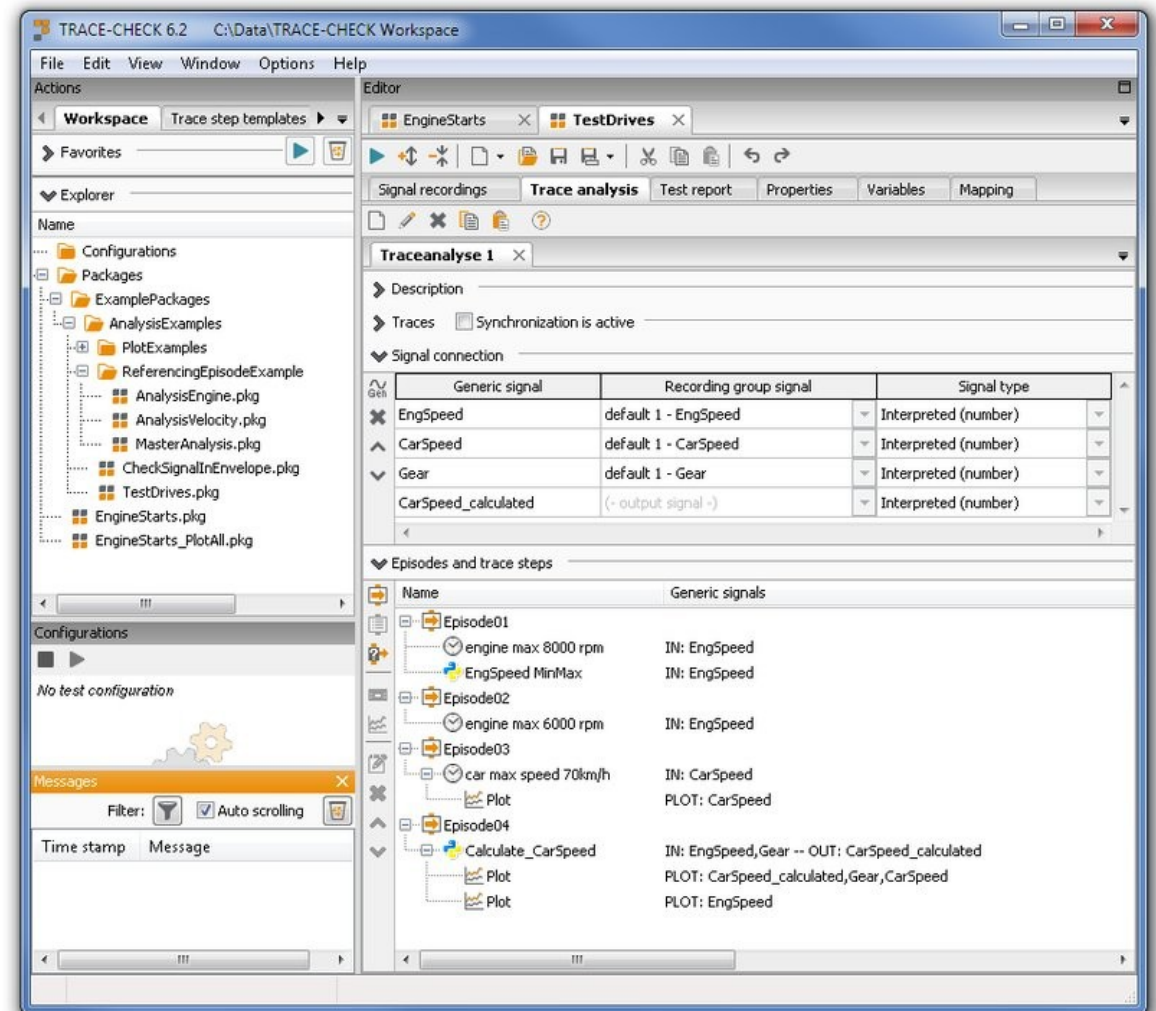 TRACE-CHECK 6.2 C:\Data\TRACE-CHECK Workspace
File Edit View Window Options Help
Actions
Workspace Trace step templates
Favorites
Explorer
Name
Configurations
Packages
ExamplePackages
AnalysisExamples
PlotExamples
ReferencingEpisodeExample
AnalysisEngine.pkg
AnalysisVelocity.pkg
MasterAnalysis.pkg
CheckSignalInEnvelope.pkg
TestDrives.pkg
EngineStarts.pkg
EngineStarts_PlotAll.pkg
Configurations
No test configuration
Messages
Filter: Auto scrolling
Time stamp Message
Editor
EngineStarts TestDrives
Signal recordings Trace analysis Test report Properties Variables Mapping
Traceanalyse 1
Description
Traces Synchronization is active
Signal connection
Gen
Generic signal Recording group signal Signal type
EngSpeed default 1 - EngSpeed Interpreted (number)
CarSpeed default 1 - CarSpeed Interpreted (number)
Gear default 1 - Gear Interpreted (number)
CarSpeed_calculated (- output signal -) Interpreted (number)
Episodes and trace steps
Name Generic signals
Episode01
engine max 8000 rpm IN: EngSpeed
EngSpeed MinMax IN: EngSpeed
Episode02
engine max 6000 rpm IN: EngSpeed
Episode03
car max speed 70km/h IN: CarSpeed
Plot PLOT: CarSpeed
Episode04
Calculate_CarSpeed IN: EngSpeed,Gear -- OUT: CarSpeed_calculated
Plot PLOT: CarSpeed_calculated,Gear,CarSpeed
Plot PLOT: EngSpeed